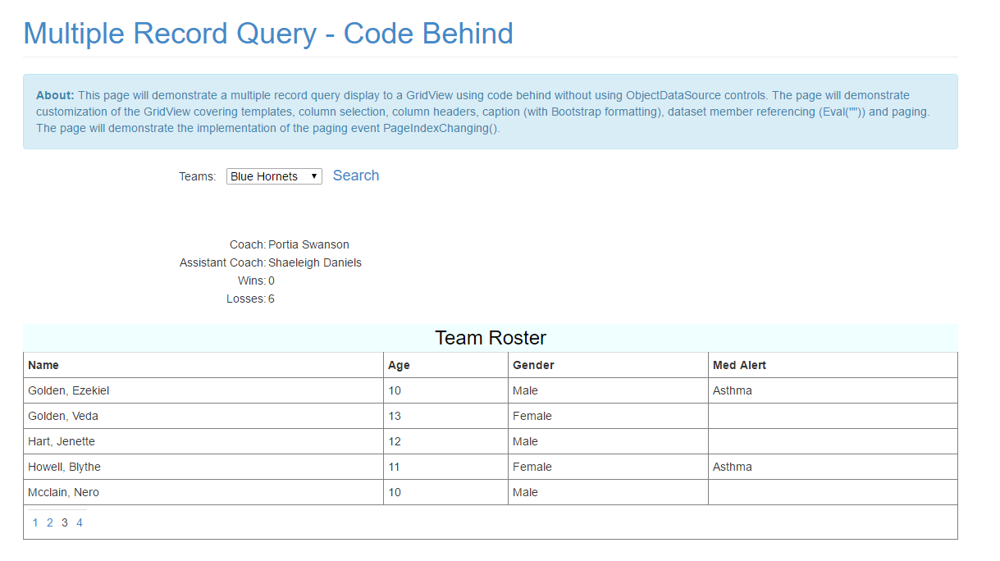 Multiple Record Query - Code Behind
About: This page will demonstrate a multiple record query display to a GridView using code behind without using ObjectDataSource controls. The page will demonstrate
customization of the GridView covering templates, column selection, column headers, caption (with Bootstrap formatting), dataset member referencing (Eval("")) and paging.
The page will demonstrate the implementation of the paging event PageIndexChanging().
Teams: Blue Hornets Search
Coach: Portia Swanson
Assistant Coach: Shaeleigh Daniels
Wins: 0
Losses: 6
Team Roster
Name Age Gender Med Alert
Golden, Ezekiel 10 Male Asthma
Golden, Veda 13 Female
Hart, Jenette 12 Male
Howell, Blythe 11 Female Asthma
Mcclain, Nero 10 Male
1 2 3 4